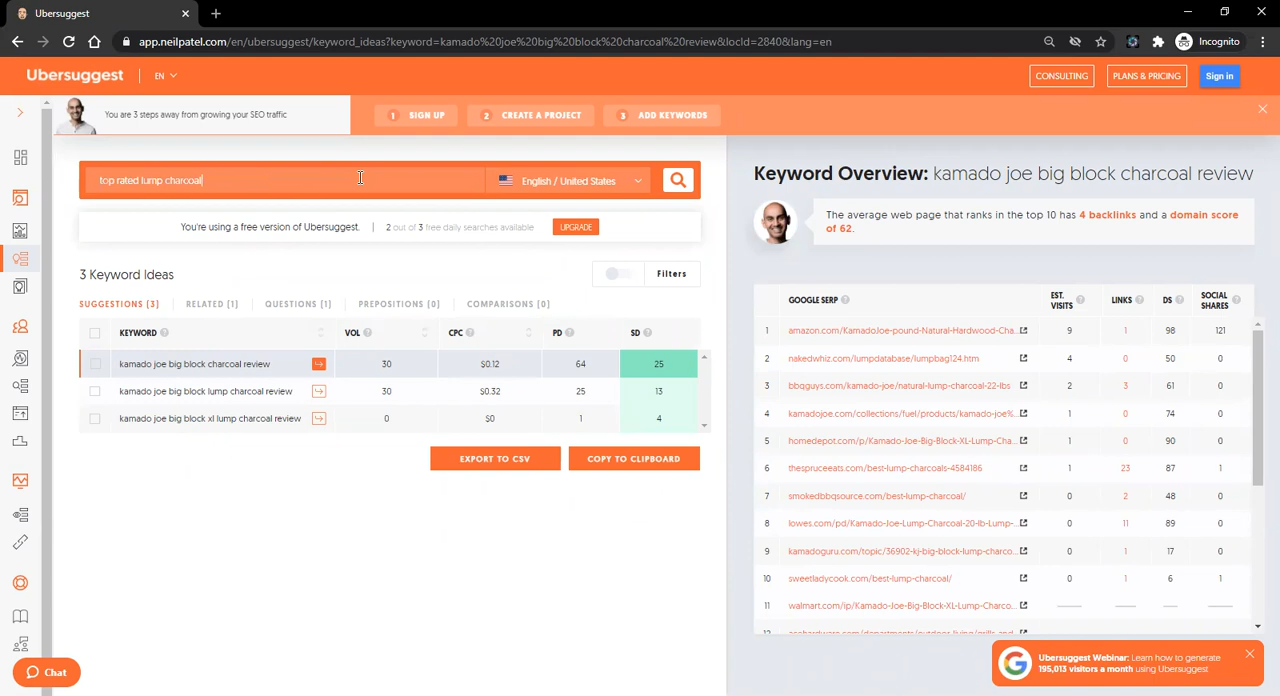 Ubersuggest
app.neilpatel.com/en/ubersuggest/keyword_ideas?keyword=kamado%20joe%20big%20block%20charcoal%20review&locId=2840&lang=en
Incognito
Ubersuggest
EN
CONSULTING
PLANS & PRICING
Sign in
You are 3 steps away from growing your SEO traffic
1 SIGN UP
2 CREATE A PROJECT
3 ADD KEYWORDS
top rated lump charcoal
English / United States
You're using a free version of Ubersuggest. | 2 out of 3 free daily searches available
UPGRADE
3 Keyword Ideas
Filters
SUGGESTIONS [3] RELATED [1] QUESTIONS [1] PREPOSITIONS [0] COMPARISONS [0]
KEYWORD VOL CPC PD SD
kamado joe big block charcoal review 30 $0.12 64 25
kamado joe big block lump charcoal review 30 $0.32 25 13
kamado joe big block xl lump charcoal review 0 $0 1 4
EXPORT TO CSV
COPY TO CLIPBOARD
Keyword Overview: kamado joe big block charcoal review
The average web page that ranks in the top 10 has 4 backlinks and a domain score
of 62.
GOOGLE SERP EST. VISITS LINKS DS SOCIAL SHARES
1 amazon.com/KamadoJoe-pound-Natural-Hardwood-Cha... 9 1 98 121
2 nakedwhiz.com/lumpdatabase/lumpbag124.htm 4 0 50 0
3 bbqguys.com/kamado-joe/natural-lump-charcoal-22-lbs 2 3 61 0
4 kamadojoe.com/collections/fuel/products/kamado-joe%... 1 0 74 0
5 homedepot.com/p/Kamado-Joe-Big-Block-XL-Lump-Cha... 1 0 90 0
6 thespruceeats.com/best-lump-charcoals-4584186 1 23 87 1
7 smokedbbqsource.com/best-lump-charcoal/ 0 2 48 0
8 lowes.com/pd/Kamado-Joe-Lump-Charcoal-20-lb-Lump-... 0 11 89 0
9 kamadoguru.com/topic/36902-kj-big-block-lump-charco... 0 1 17 0
10 sweetladycook.com/best-lump-charcoal/ 0 1 6 1
11 walmart.com/ip/Kamado-Joe-Big-Block-XL-Lump-Charco...
12
Ubersuggest Webinar: Learn how to generate
195,013 visitors a month using Ubersuggest
Chat